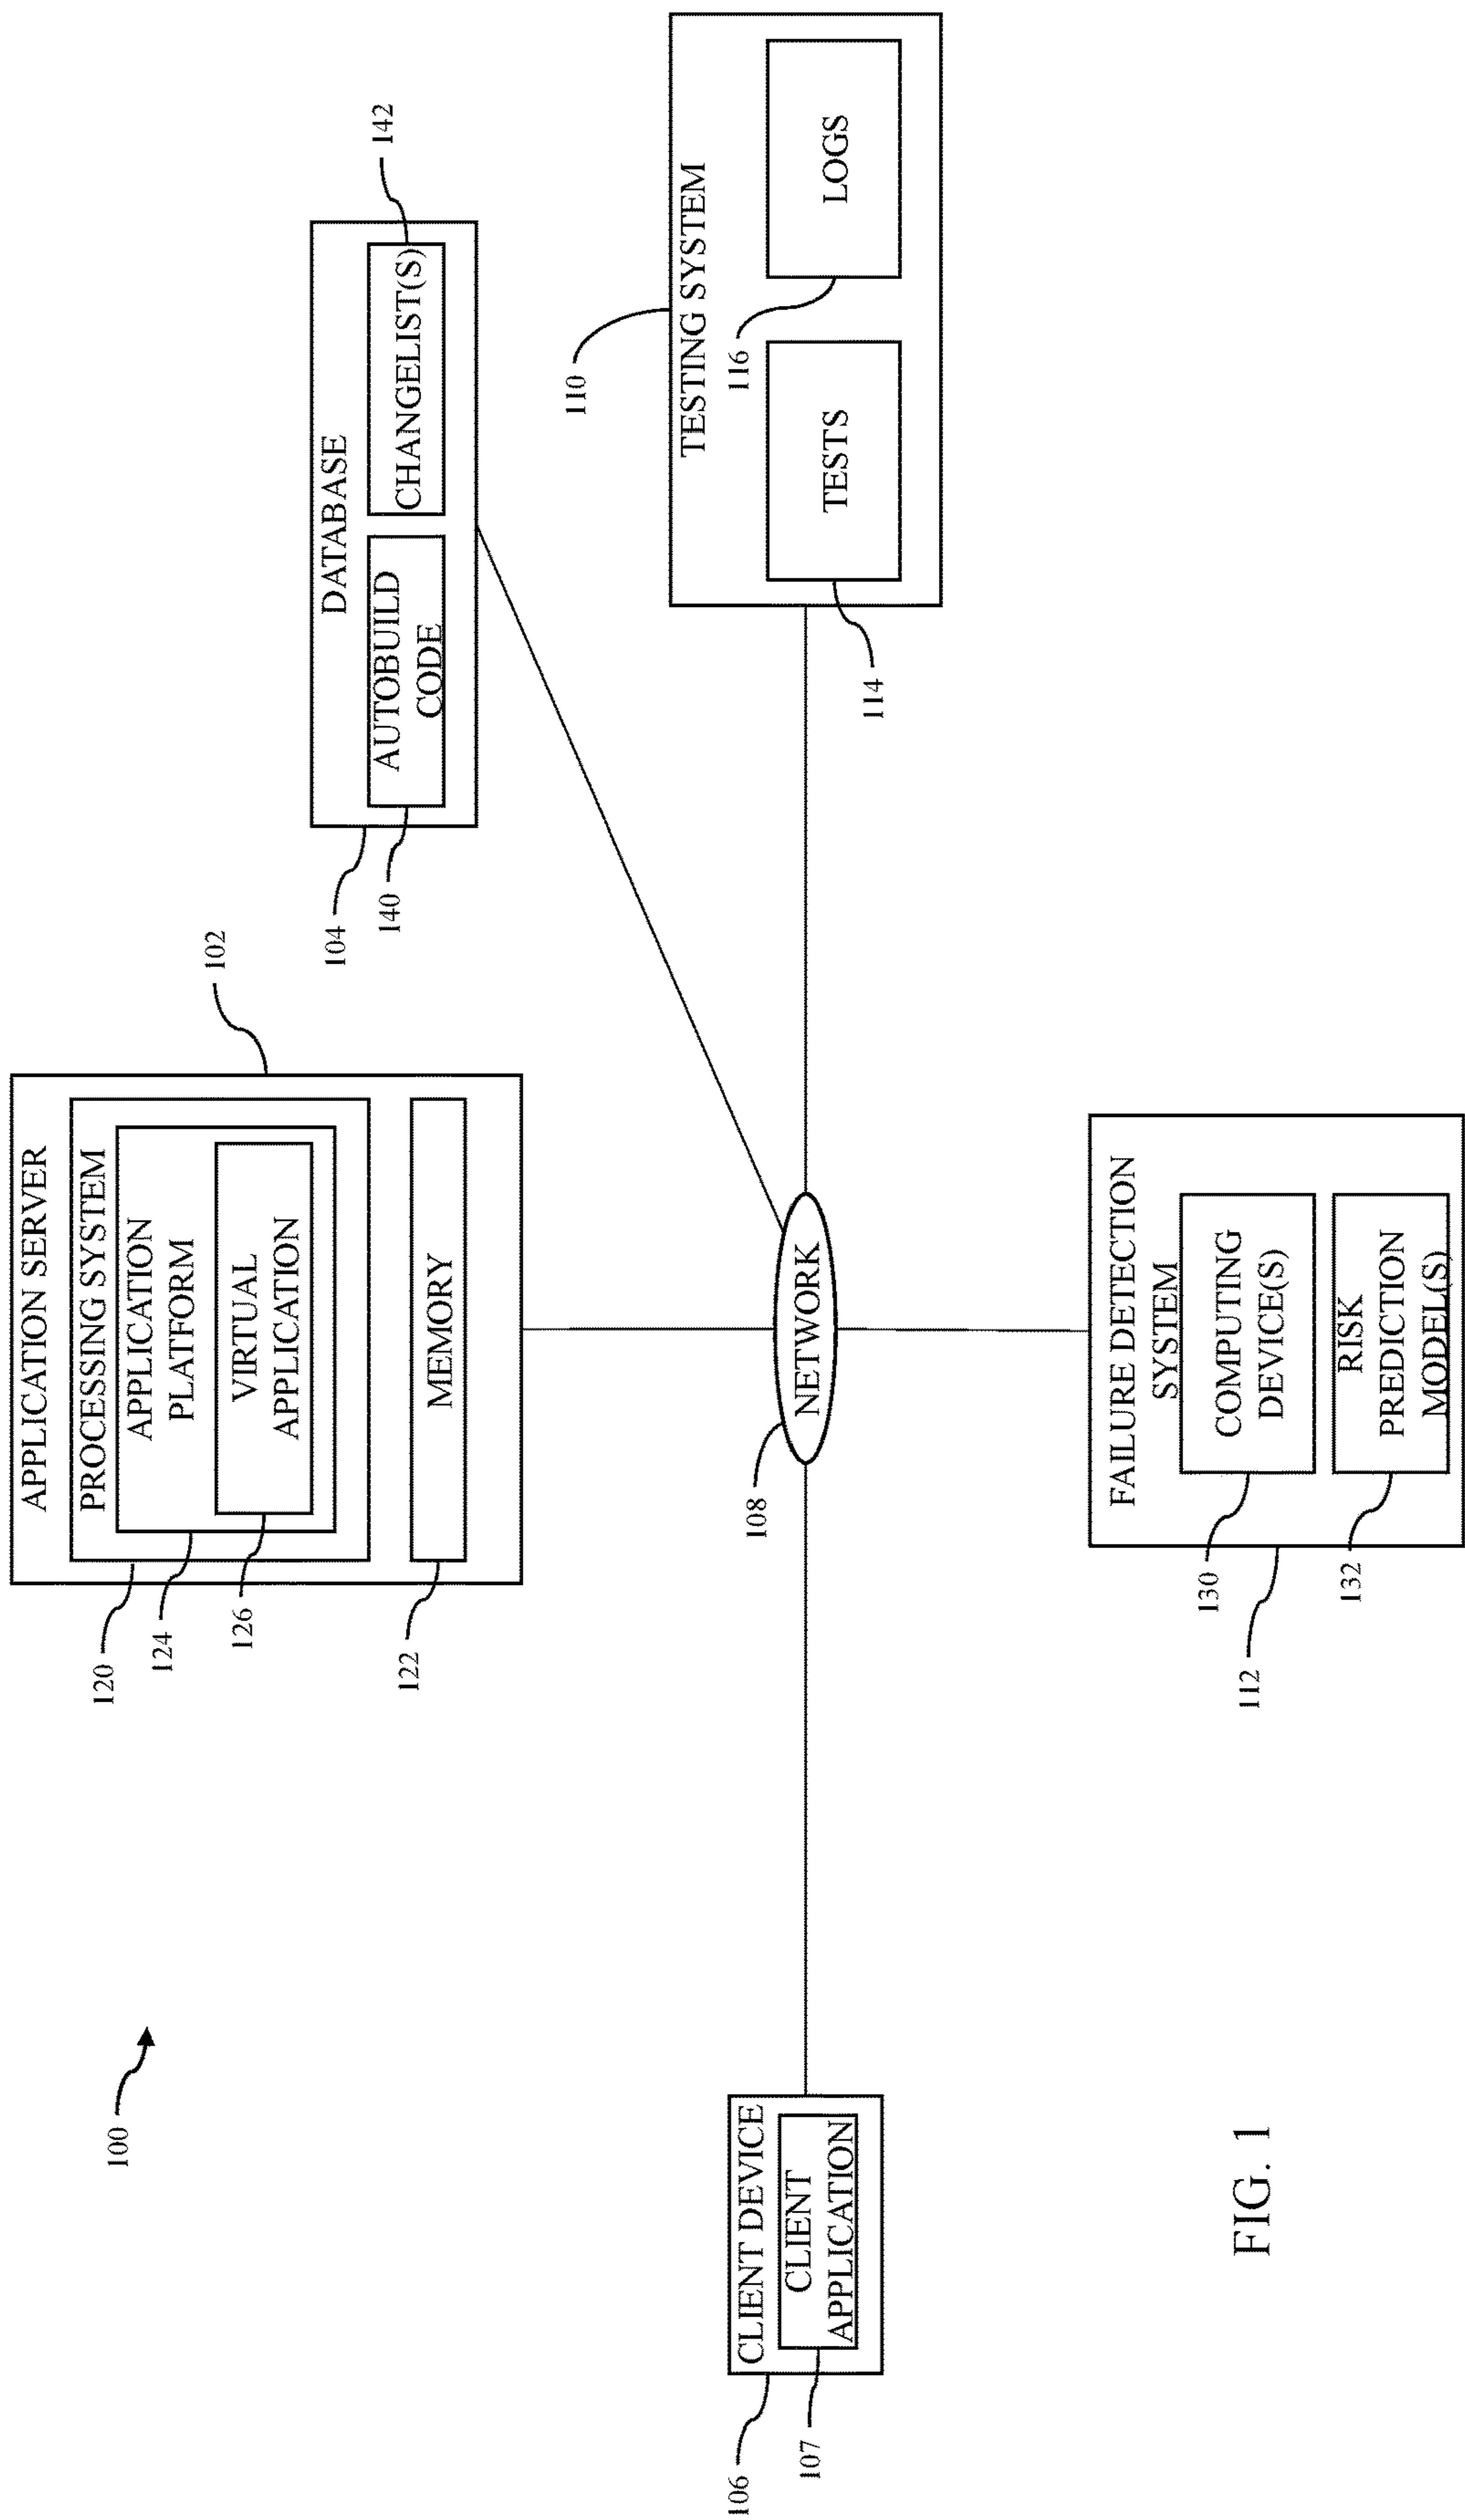 100
APPLICATION SERVER
PROCESSING SYSTEM
APPLICATION
PLATFORM
VIRTUAL
APPLICATION
MEMORY
120
124
126
122
102
DATABASE
AUTOBUILD
CODE
CHANGELIST(S)
104
140
142
CLIENT DEVICE
CLIENT
APPLICATION
106
107
NETWORK
108
TESTING SYSTEM
TESTS
LOGS
110
116
114
FAILURE DETECTION
SYSTEM
COMPUTING
DEVICE(S)
RISK
PREDICTION
MODEL(S)
130
132
112
FIG. 1